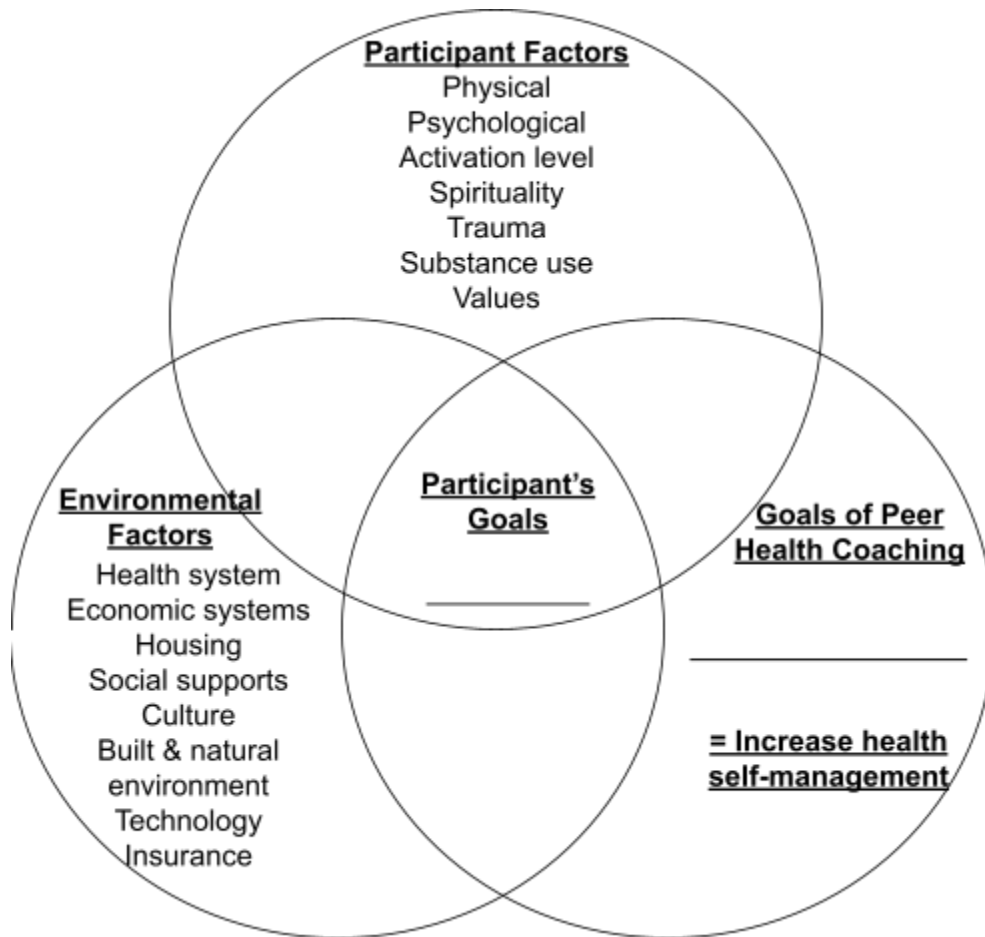 Participant Factors
Physical
Psychological
Activation level
Spirituality
Trauma
Substance use
Values
Environmental
Factors
Health system
Economic systems
Housing
Social supports
Culture
Built & natural
environment
Technology
Insurance
Participant’s
Goals
Goals of Peer
Health Coaching
= Increase health
self-management